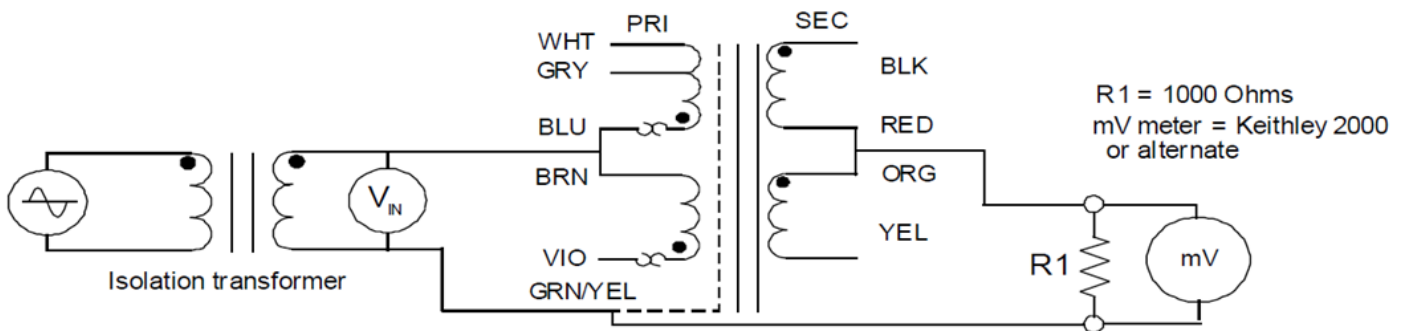 PRI
SEC
WHT
GRY
BLK
BLU
RED
R1 = 1000 Ohms
mV meter = Keithley 2000
or alternate
BRN
ORG
VIN
VIO
YEL
GRN/YEL
Isolation transformer
R1
mV